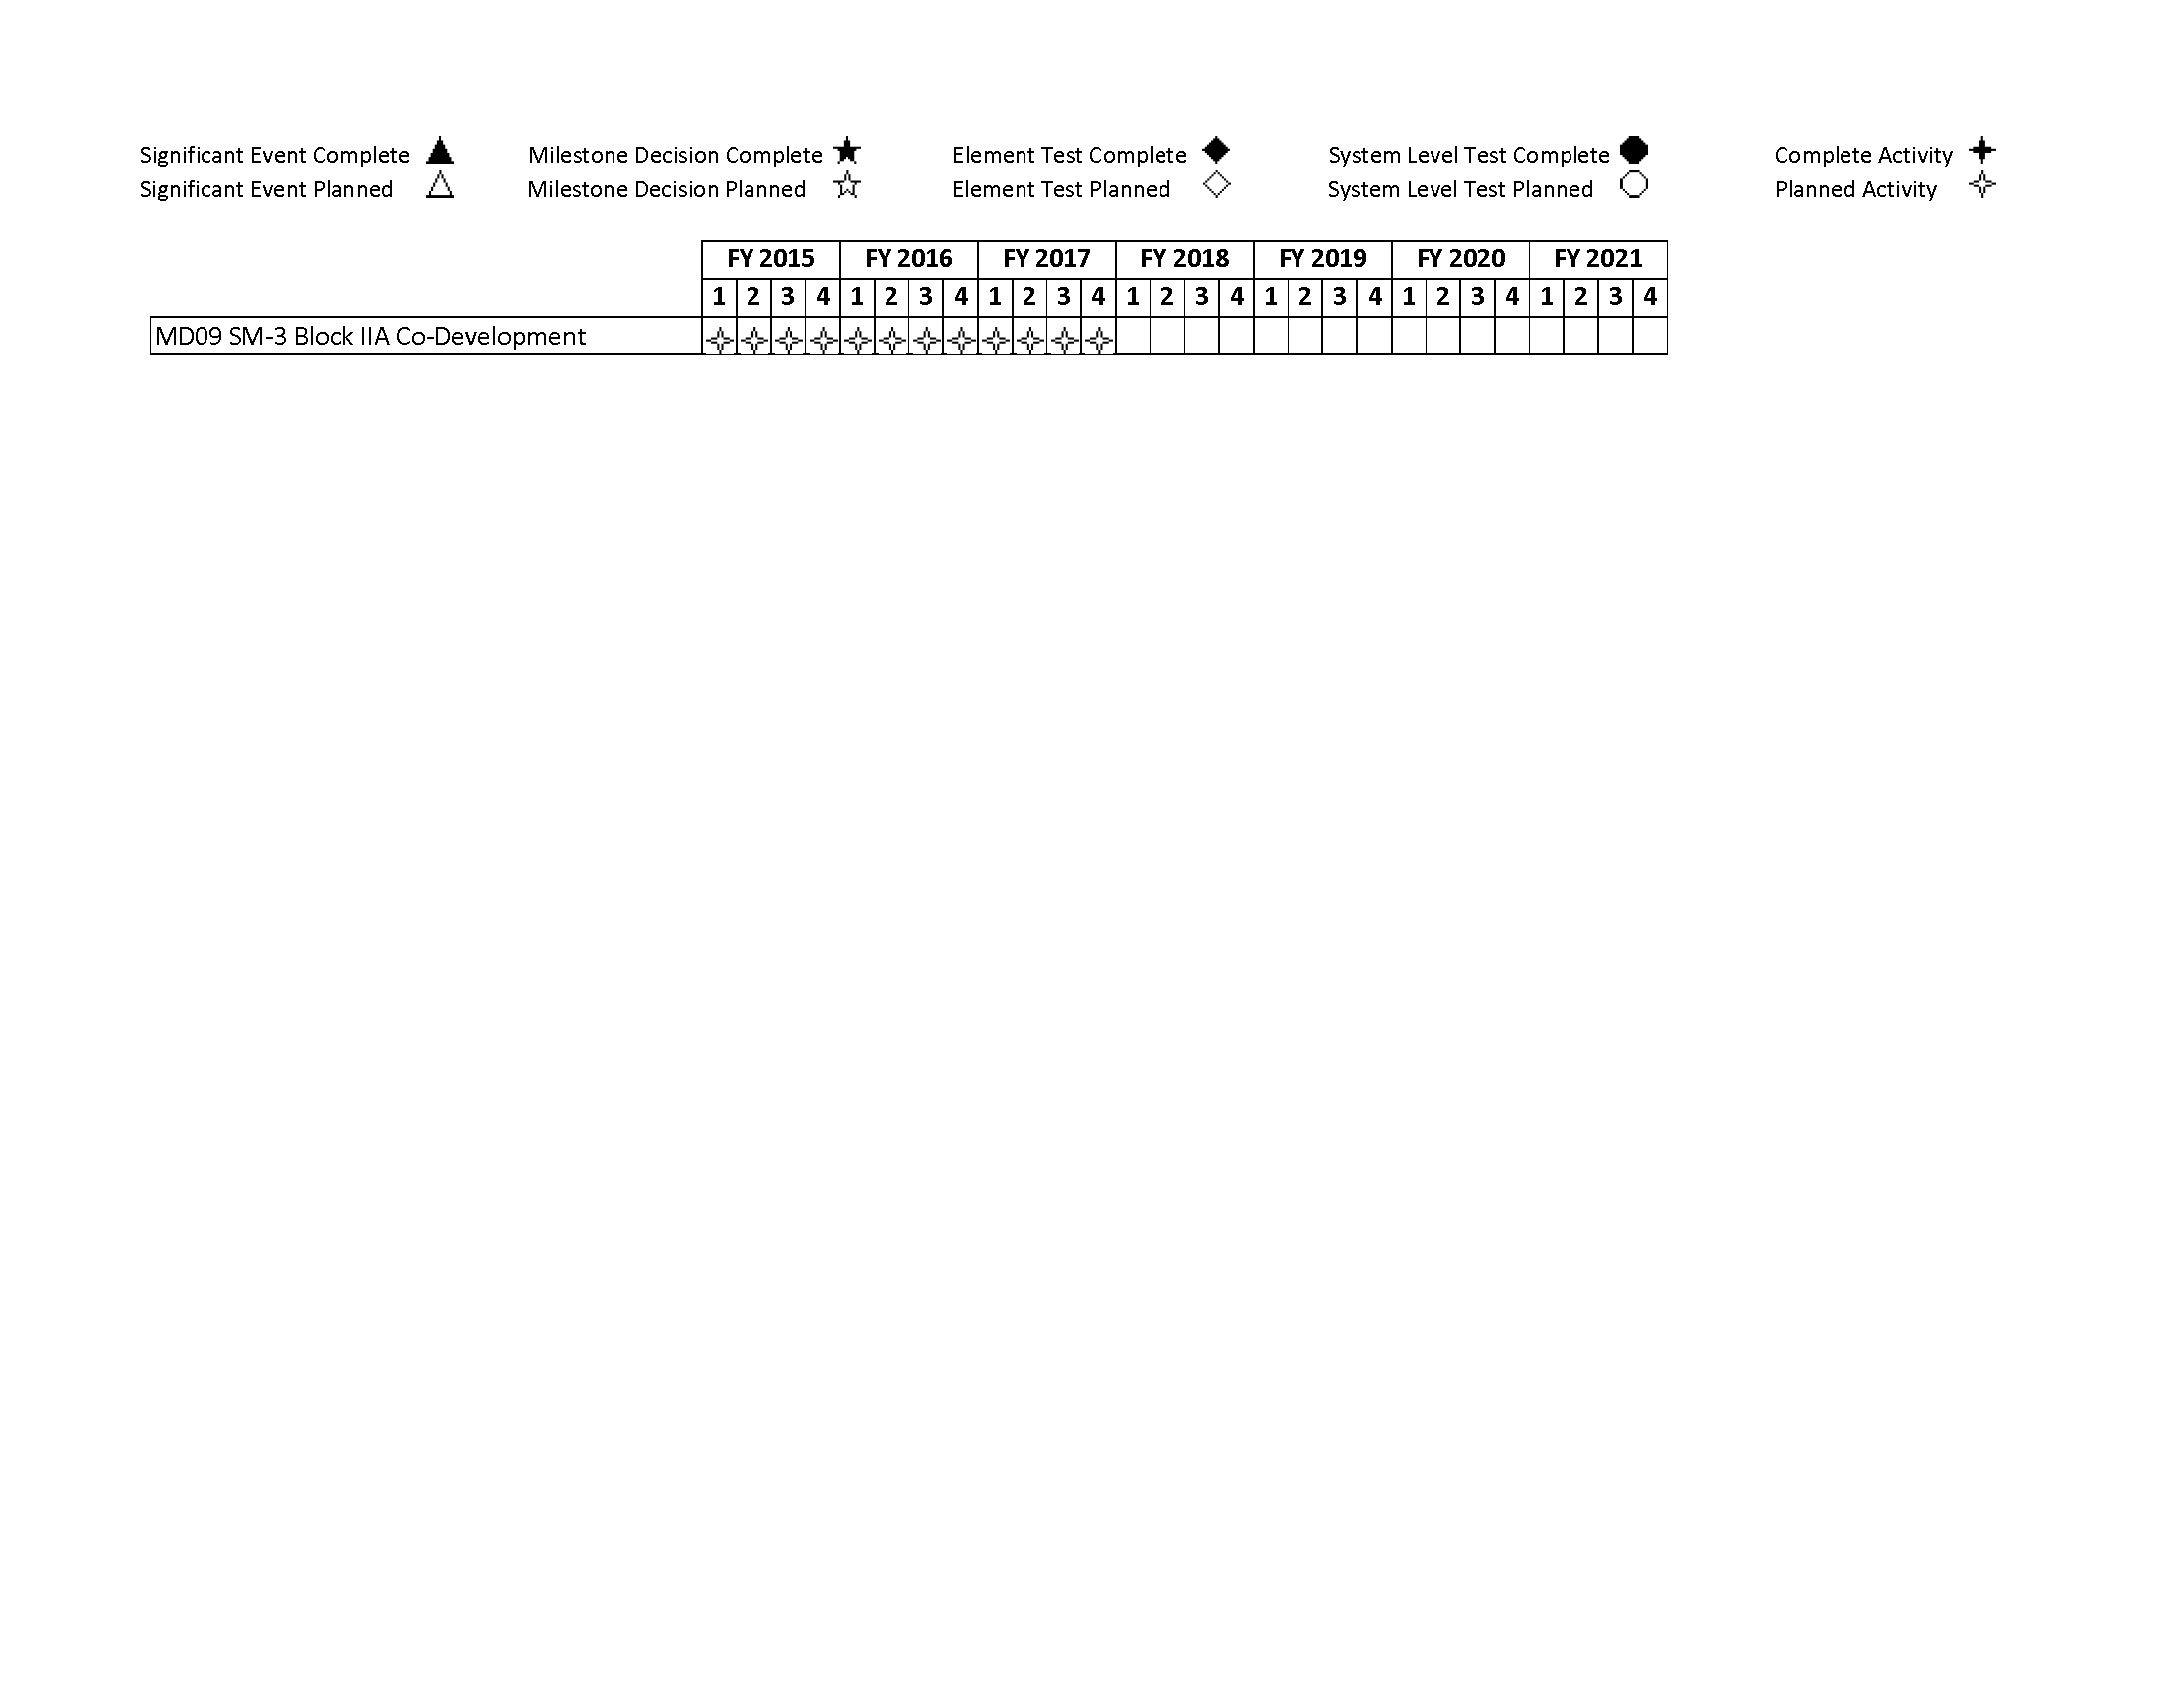 Significant Event Complete Milestone Decision Complete Element Test Complete System Level Test Complete Complete Activity
Significant Event Planned Milestone Decision Planned Element Test Planned System Level Test Planned Planned Activity
FY 2015 FY 2016 FY 2017 FY 2018 FY 2019 FY 2020 FY 2021
1 2 3 4 1 2 3 4 1 2 3 4 1 2 3 4 1 2 3 4 1 2 3 4 1 2 3 4
MD09 SM-3 Block IIA Co-Development